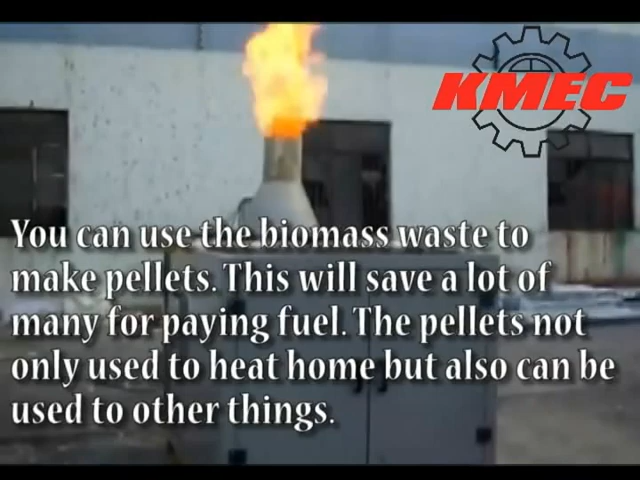 KMEC
You can use the biomass waste to
make pellets. This will save a lot of
many for paying fuel. The pellets not
only used to heat home but also can be
used to other things.